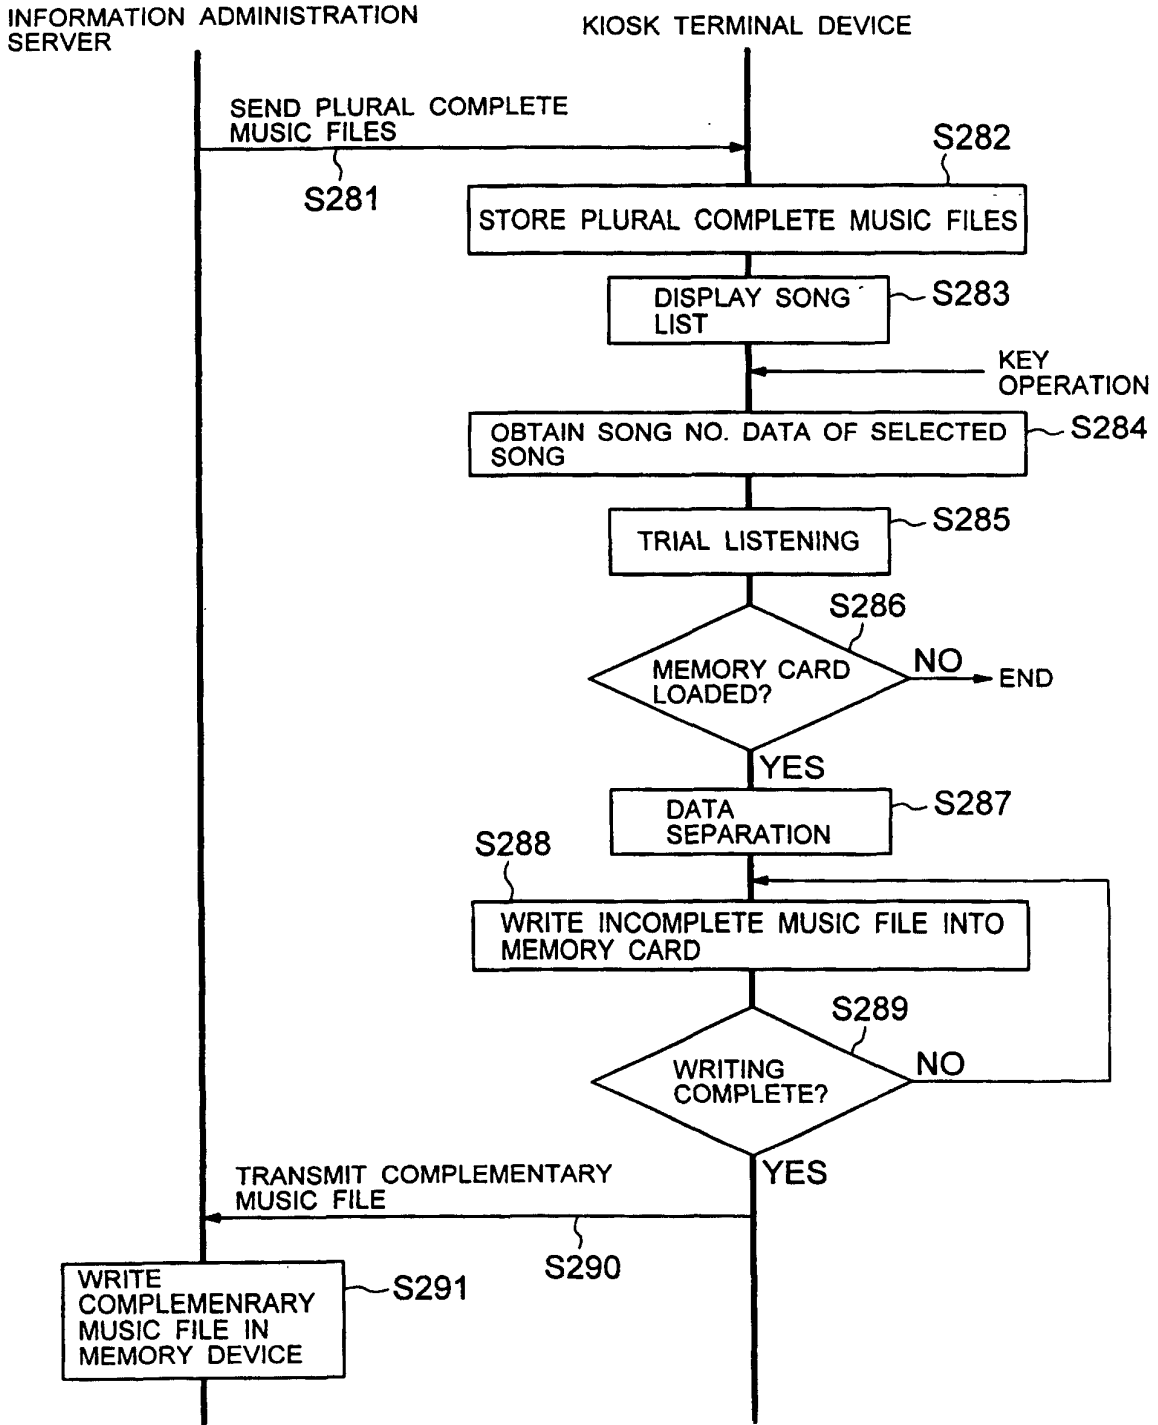 INFORMATION ADMINISTRATION
SERVER
KIOSK TERMINAL DEVICE
SEND PLURAL COMPLETE
MUSIC FILES
S281
S282
STORE PLURAL COMPLETE MUSIC FILES
DISPLAY SONG
LIST
S283
KEY
OPERATION
OBTAIN SONG NO. DATA OF SELECTED
SONG
S284
TRIAL LISTENING
S285
S286
MEMORY CARD
LOADED?
NO
END
YES
DATA
SEPARATION
S287
S288
WRITE INCOMPLETE MUSIC FILE INTO
MEMORY CARD
S289
WRITING
COMPLETE?
NO
YES
TRANSMIT COMPLEMENTARY
MUSIC FILE
S290
WRITE
COMPLEMENRARY
MUSIC FILE IN
MEMORY DEVICE
S291